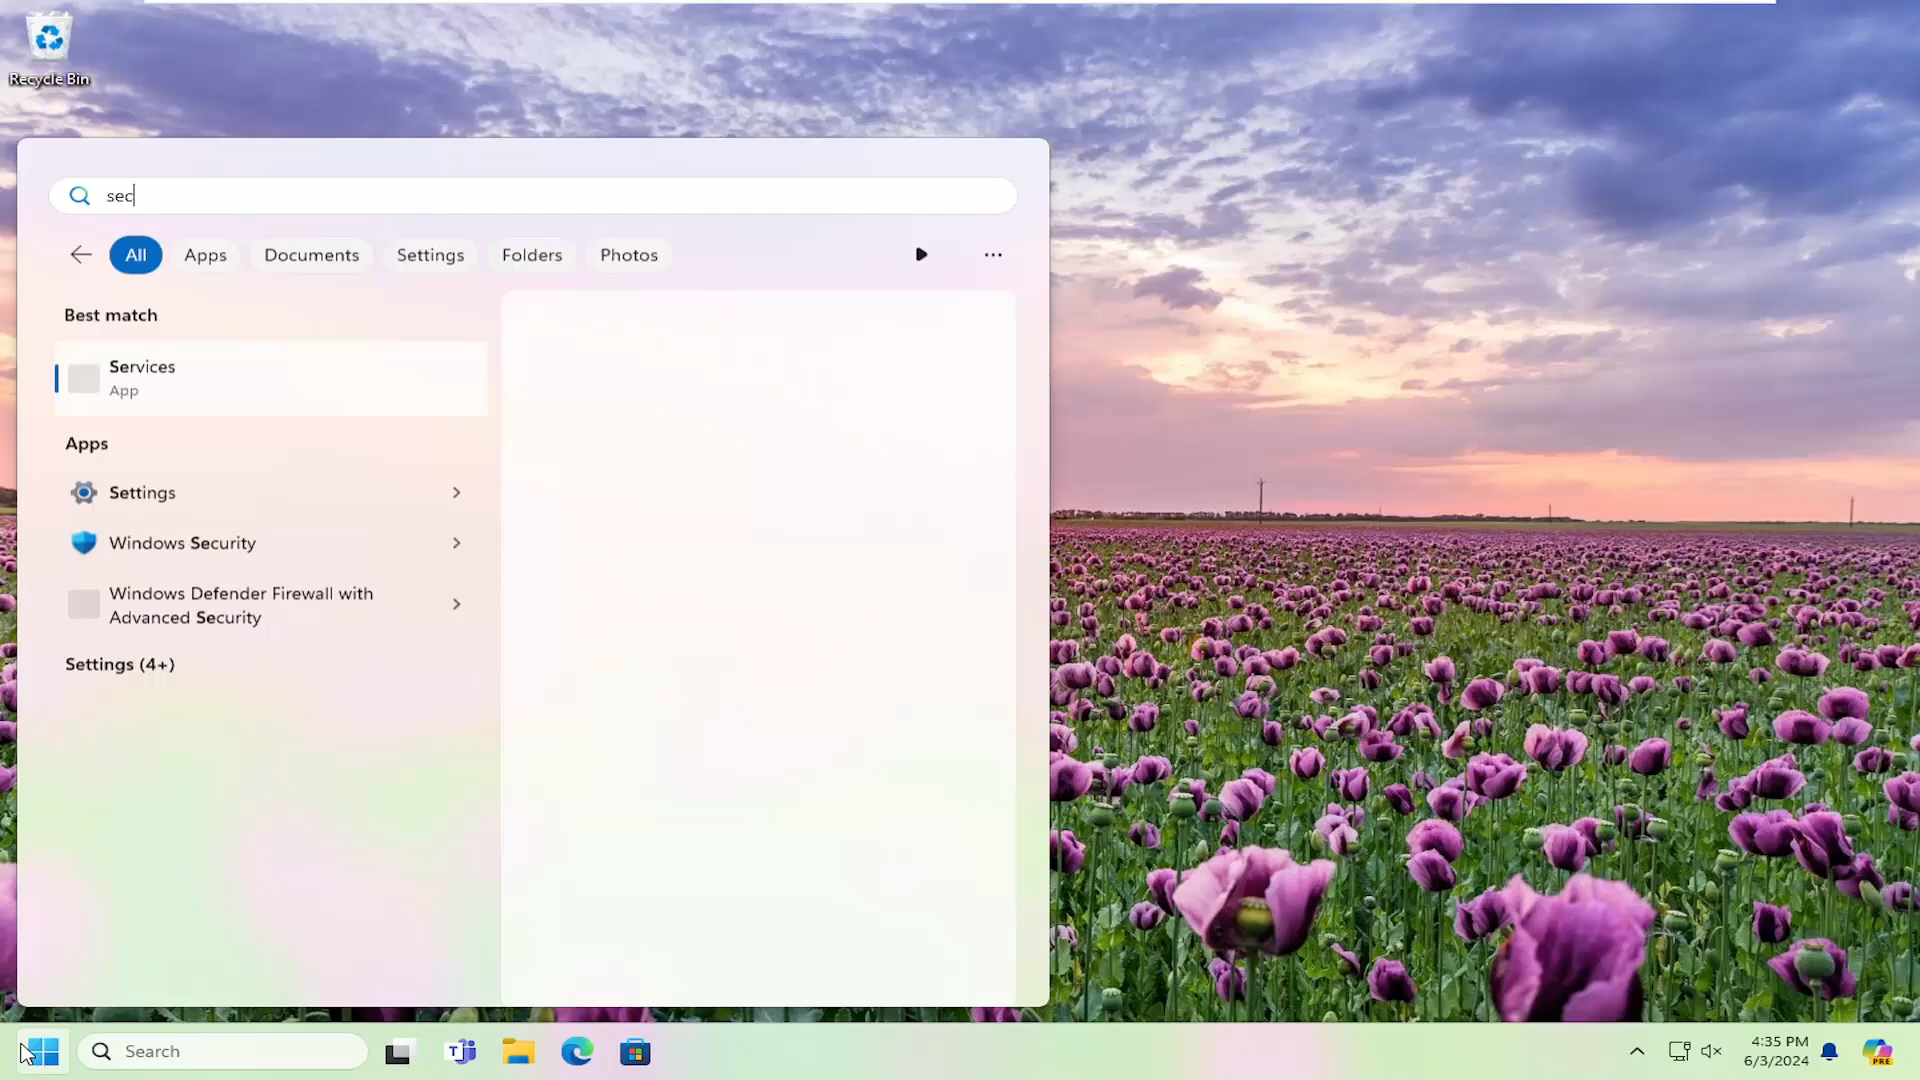 Recycle Bin
sec
All
Apps
Documents
Settings
Folders
Photos
Best match
Services
App
Apps
Settings
Windows Security
Windows Defender Firewall with
Advanced Security
Settings (4+)
Search
4:35 PM
6/3/2024
PRE